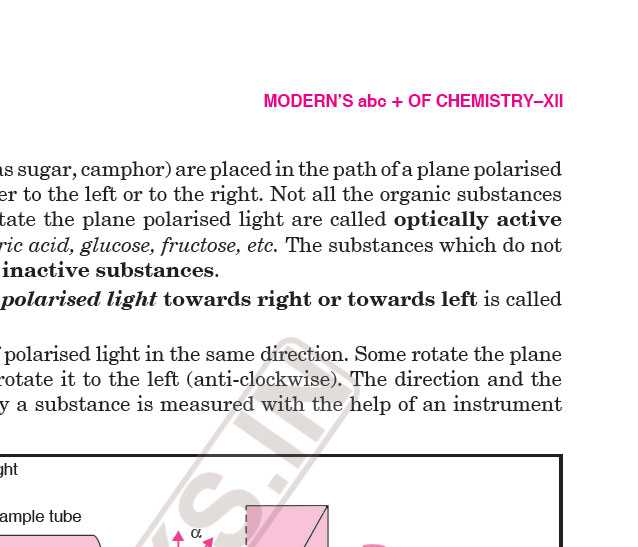 MODERN'S abc + OF CHEMISTRY–XII
as sugar, camphor) are placed in the path of a plane polarised
er to the left or to the right. Not all the organic substances
tate the plane polarised light are called optically active
ric acid, glucose, fructose, etc. The substances which do not
inactive substances.
polarised light towards right or towards left is called
polarised light in the same direction. Some rotate the plane
rotate it to the left (anti-clockwise). The direction and the
y a substance is measured with the help of an instrument
ght
ample tube
α
KS.IN